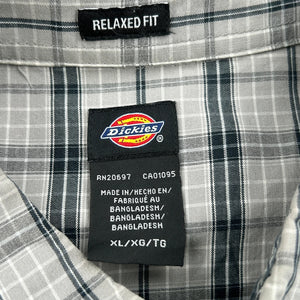 RELAXED FIT
Dickies
RN20697 CA01095
MADE IN/HECHO EN/
FABRIQUÉ AU
BANGLADESH/
BANGLADESH/
BANGLADESH
XL/XG/TG